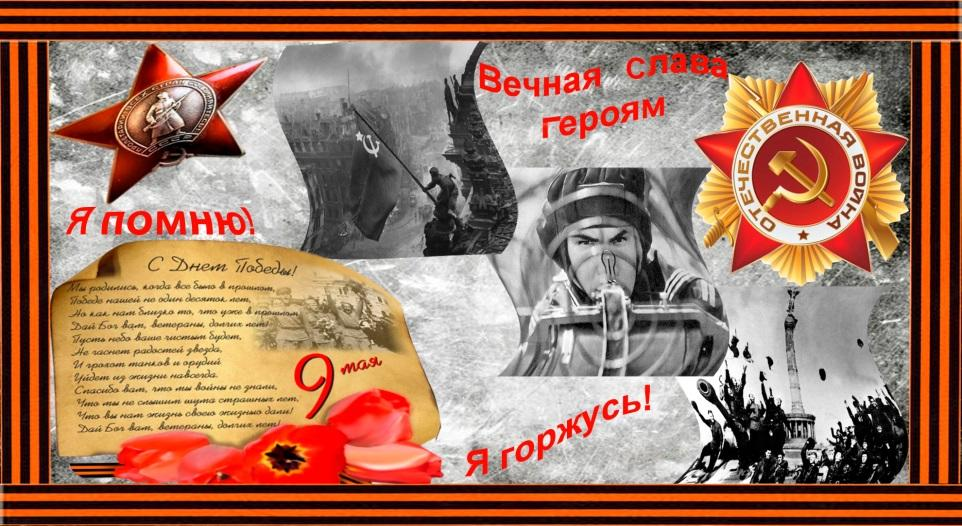 Вечная Слава
героям
ОТЕЧЕСТВЕННАЯ ВОЙНА
Я помню!
С Днем Победы!
Мы родились, когда все было в прошлом,
Победе нашей не один десяток лет,
Но как нам близко то, что уже в прошлом
Дай Бог вам, ветераны, долгих лет!
Пусть небо ваше чистым будет,
Не гаснет радостей звезда,
И грохот танков и орудий
Уйдет из жизни навсегда.
Спасибо вам, что мы войны не знали,
Что мы не слышим шума страшных лет,
Что вы нам жизнь своею жизнью дали!
Дай Бог вам, ветераны, долгих лет!
9 мая
Я горжусь!